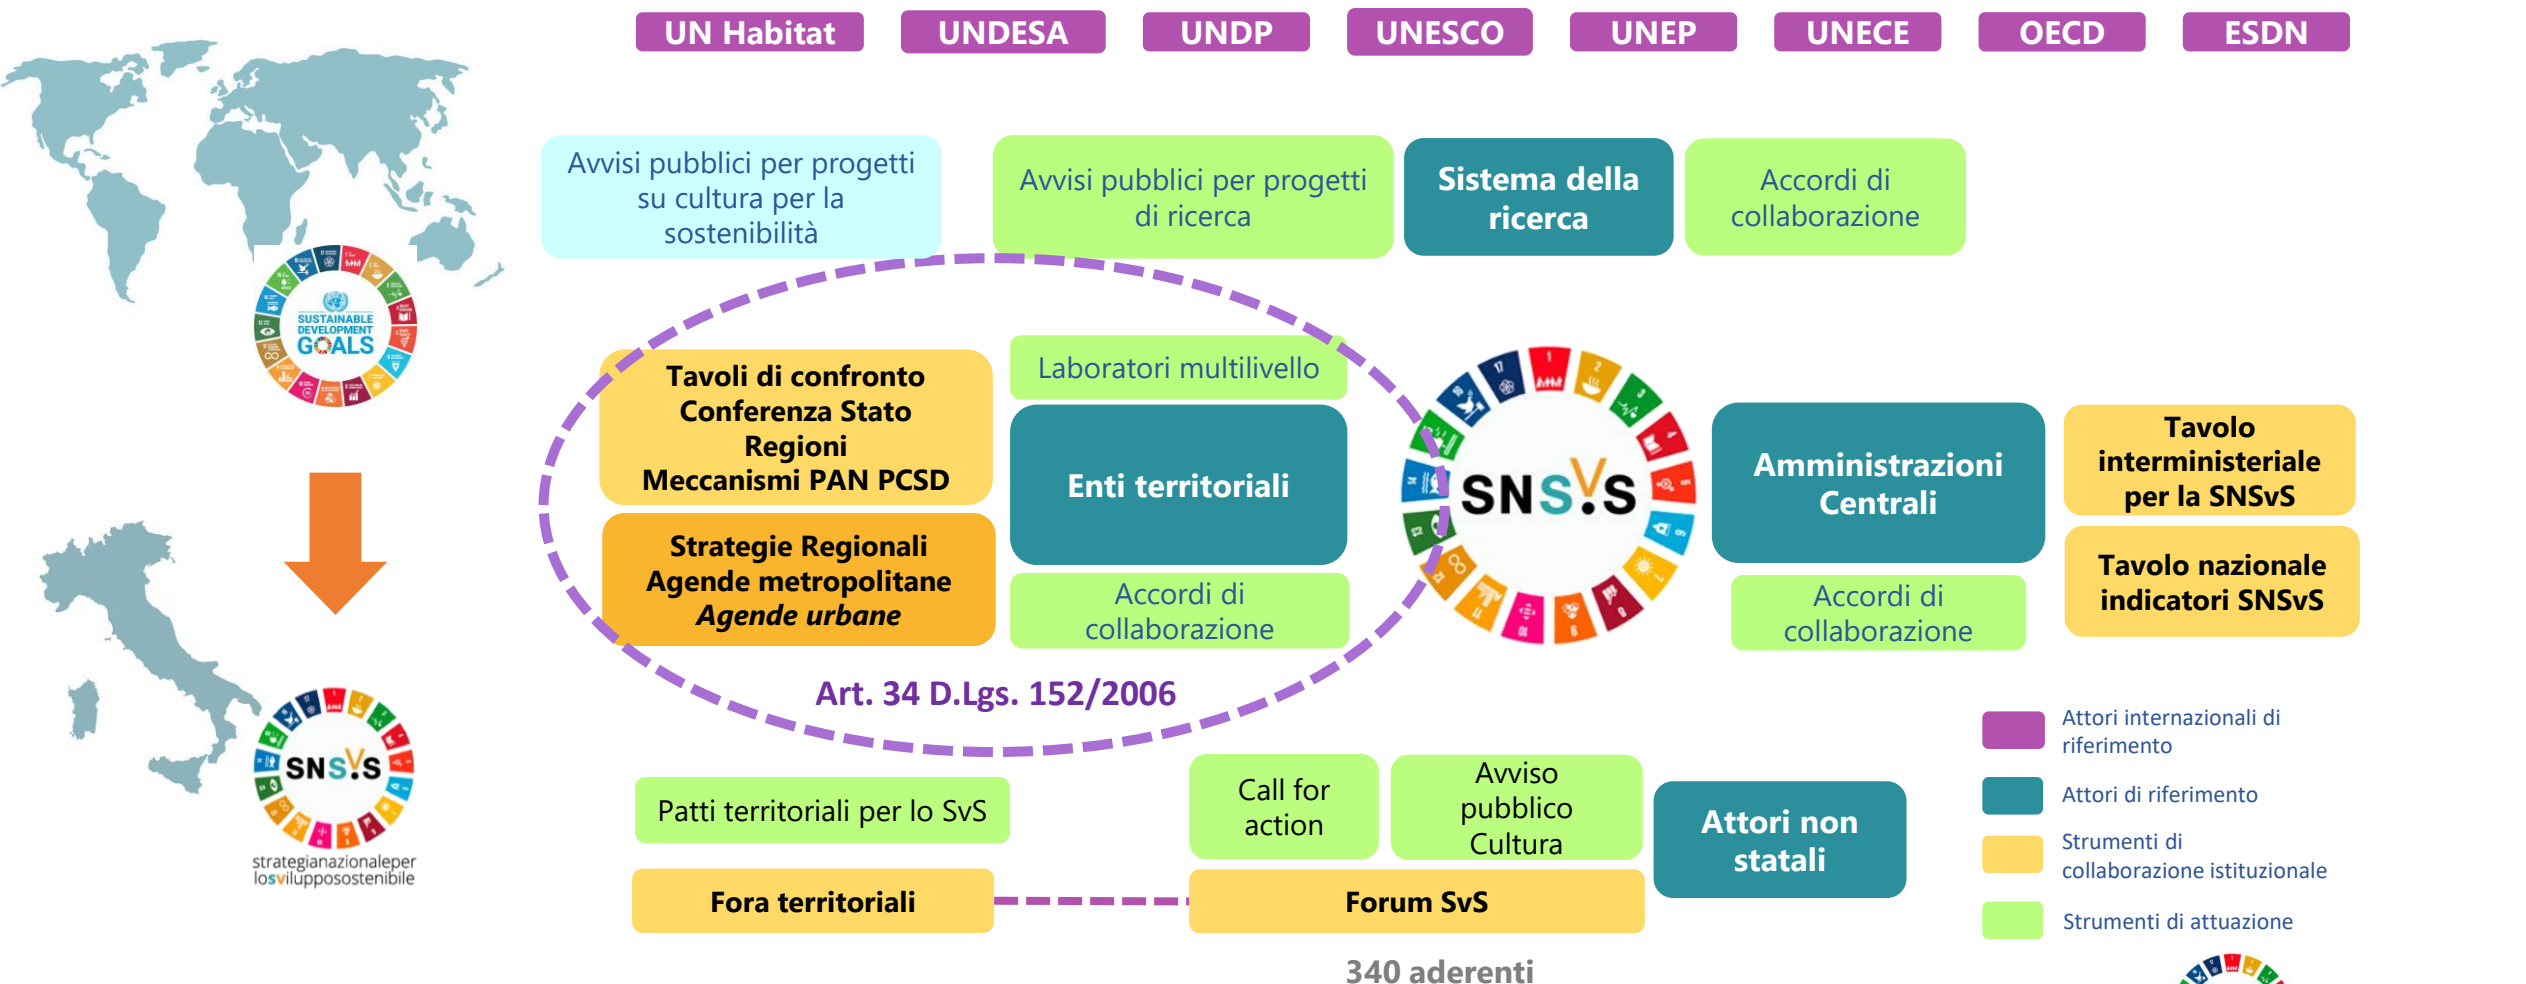 UN Habitat
UNDESA
UNDP
UNESCO
UNEP
UNECE
OECD
ESDN
Avvisi pubblici per progetti
su cultura per la
sostenibilità
Avvisi pubblici per progetti
di ricerca
Sistema della
ricerca
Accordi di
collaborazione
SUSTAINABLE
DEVELOPMENT
GOALS
Tavoli di confronto
Conferenza Stato
Regioni
Meccanismi PAN PCSD
Strategie Regionali
Agende metropolitane
Agende urbane
Laboratori multilivello
Enti territoriali
Accordi di
collaborazione
Art. 34 D.Lgs. 152/2006
SNSvS
Amministrazioni
Centrali
Accordi di
collaborazione
Tavolo
interministeriale
per la SNSvS
Tavolo nazionale
indicatori SNSvS
SNSvS
strategianazionaleper
losvilupposostenibile
Patti territoriali per lo SvS
Call for
action
Avviso
pubblico
Cultura
Attori non
statali
Fora territoriali
Forum SvS
340 aderenti
Attori internazionali di
riferimento
Attori di riferimento
Strumenti di
collaborazione istituzionale
Strumenti di attuazione